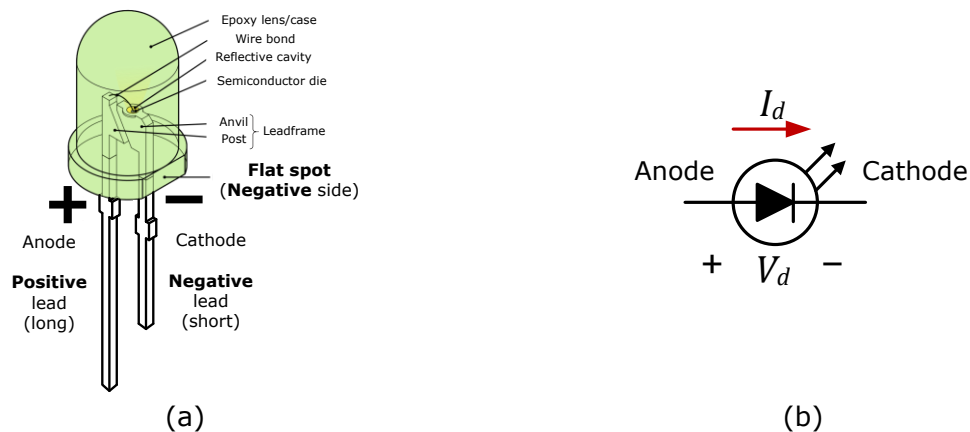 Epoxy lens/case
Wire bond
Reflective cavity
Semiconductor die
Anvil
Post
Leadframe
Flat spot
(Negative side)
+
−
Anode
Cathode
Positive
lead
(long)
Negative
lead
(short)
(a)
I_d
Anode
Cathode
+ V_d −
(b)